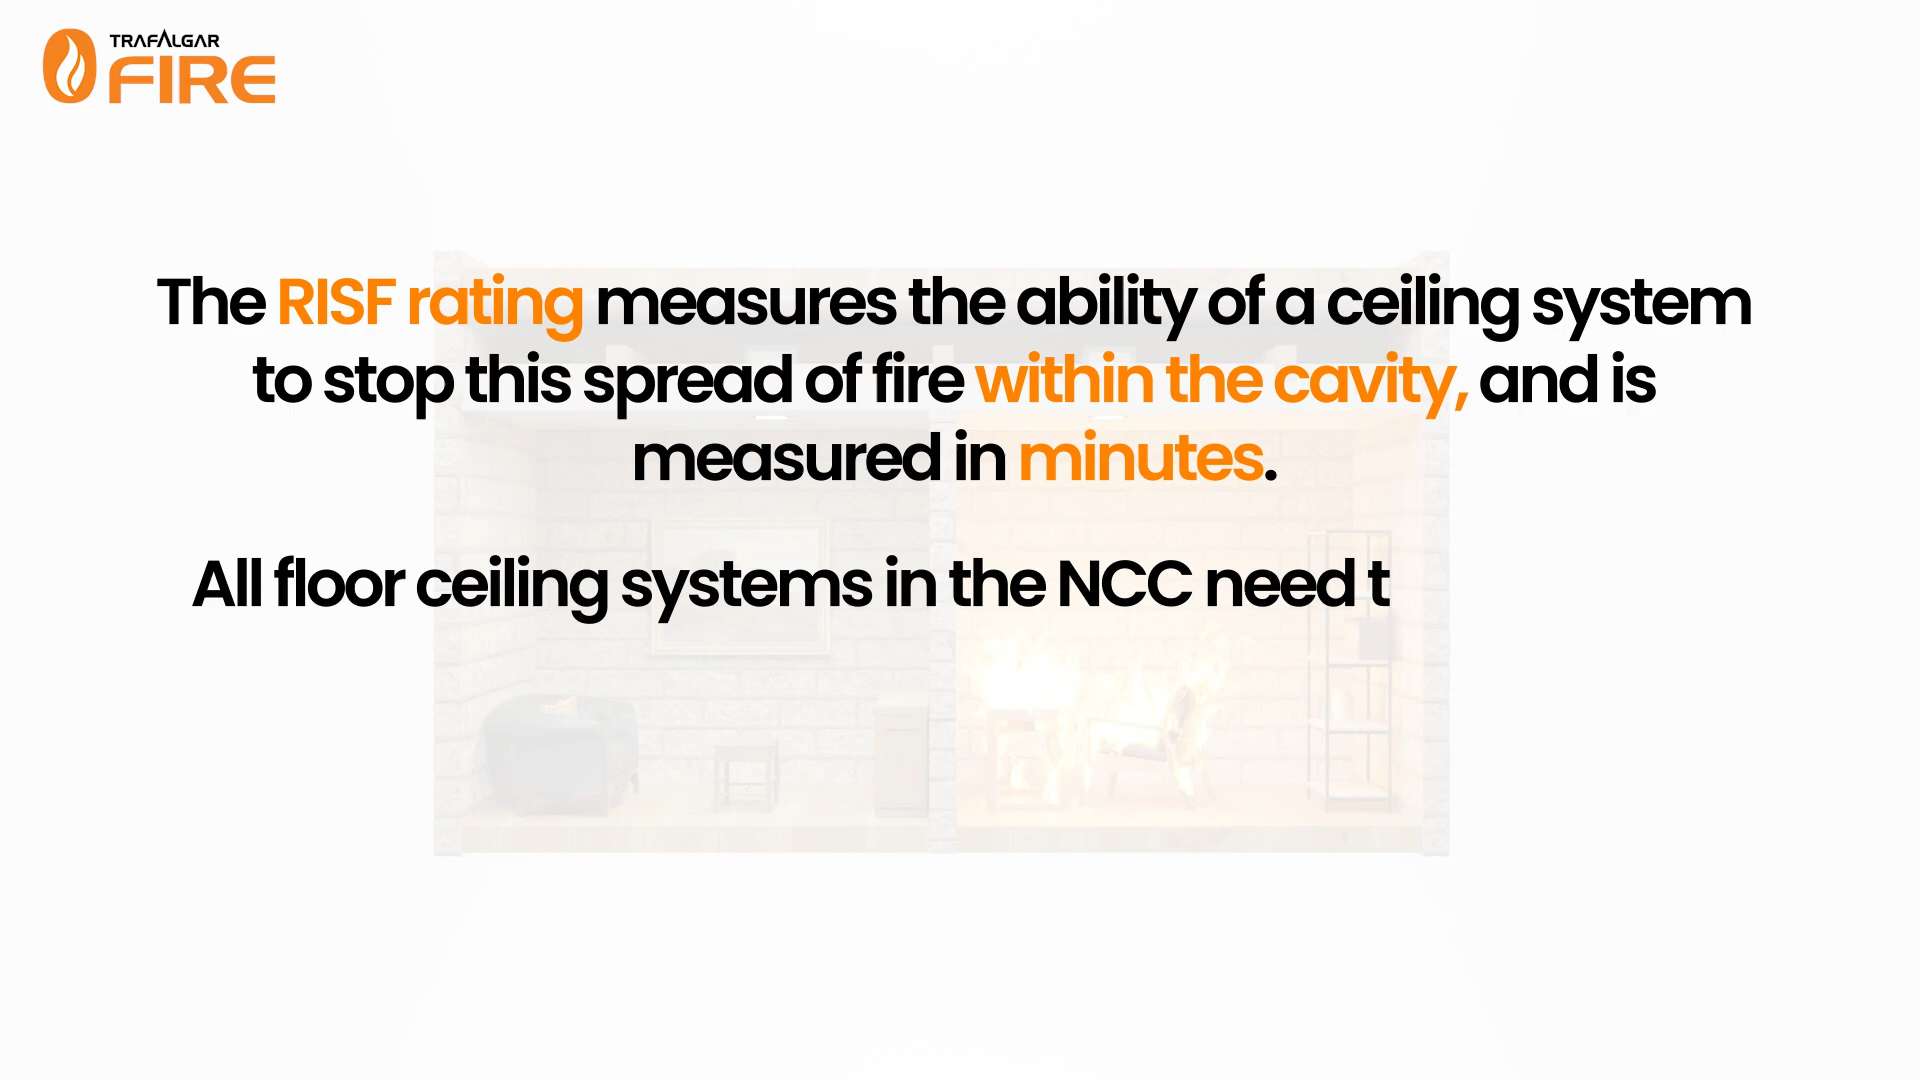 TRAFALGAR
FIRE
The RISF rating measures the ability of a ceiling system
to stop this spread of fire within the cavity, and is
measured in minutes.
All floor ceiling systems in the NCC need t